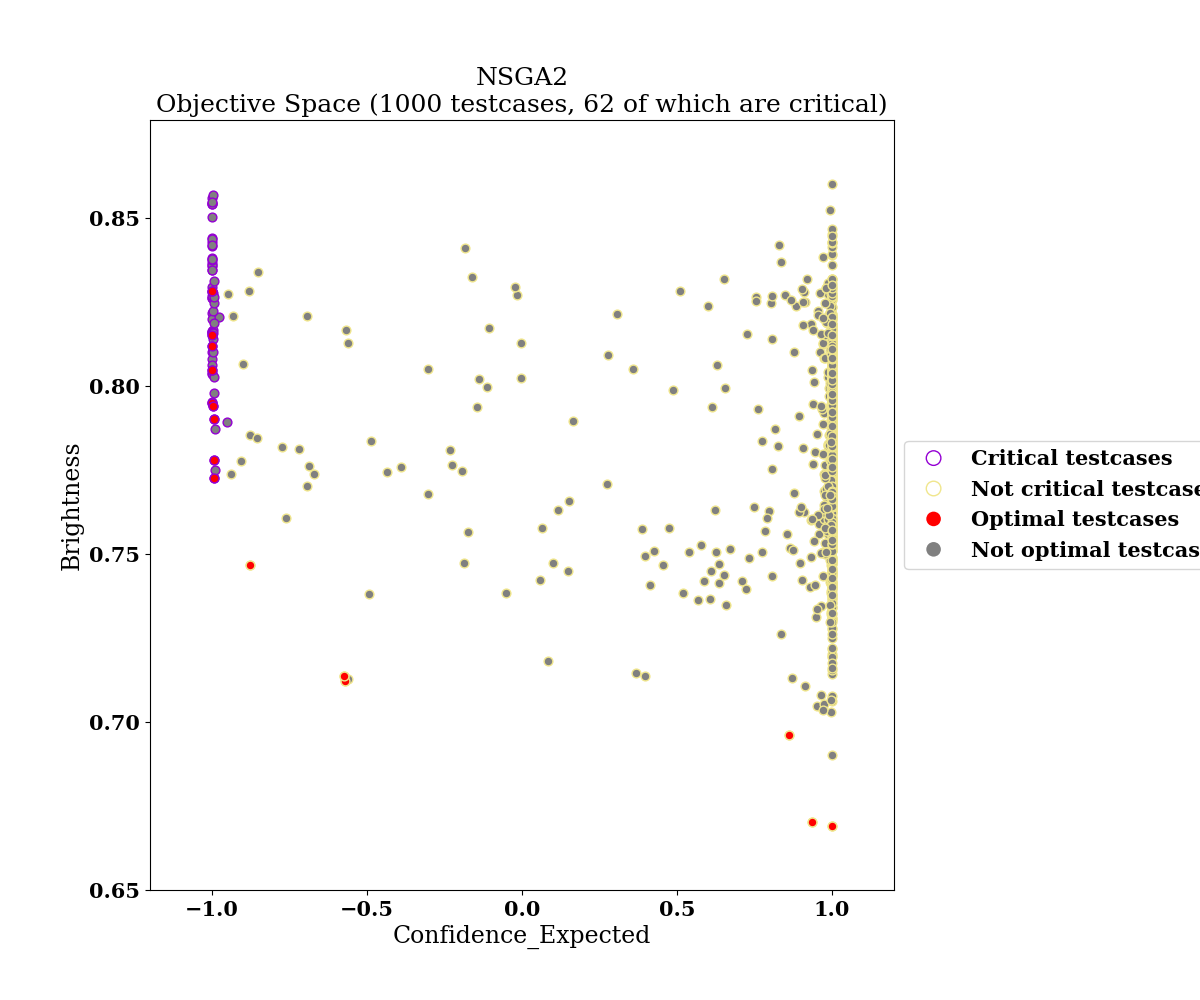 NSGA2
Objective Space (1000 testcases, 62 of which are critical)
0.85
0.80
0.75
0.70
0.65
Brightness
−1.0 −0.5 0.0 0.5 1.0
Confidence_Expected
Critical testcases
Not critical testcase
Optimal testcases
Not optimal testcas